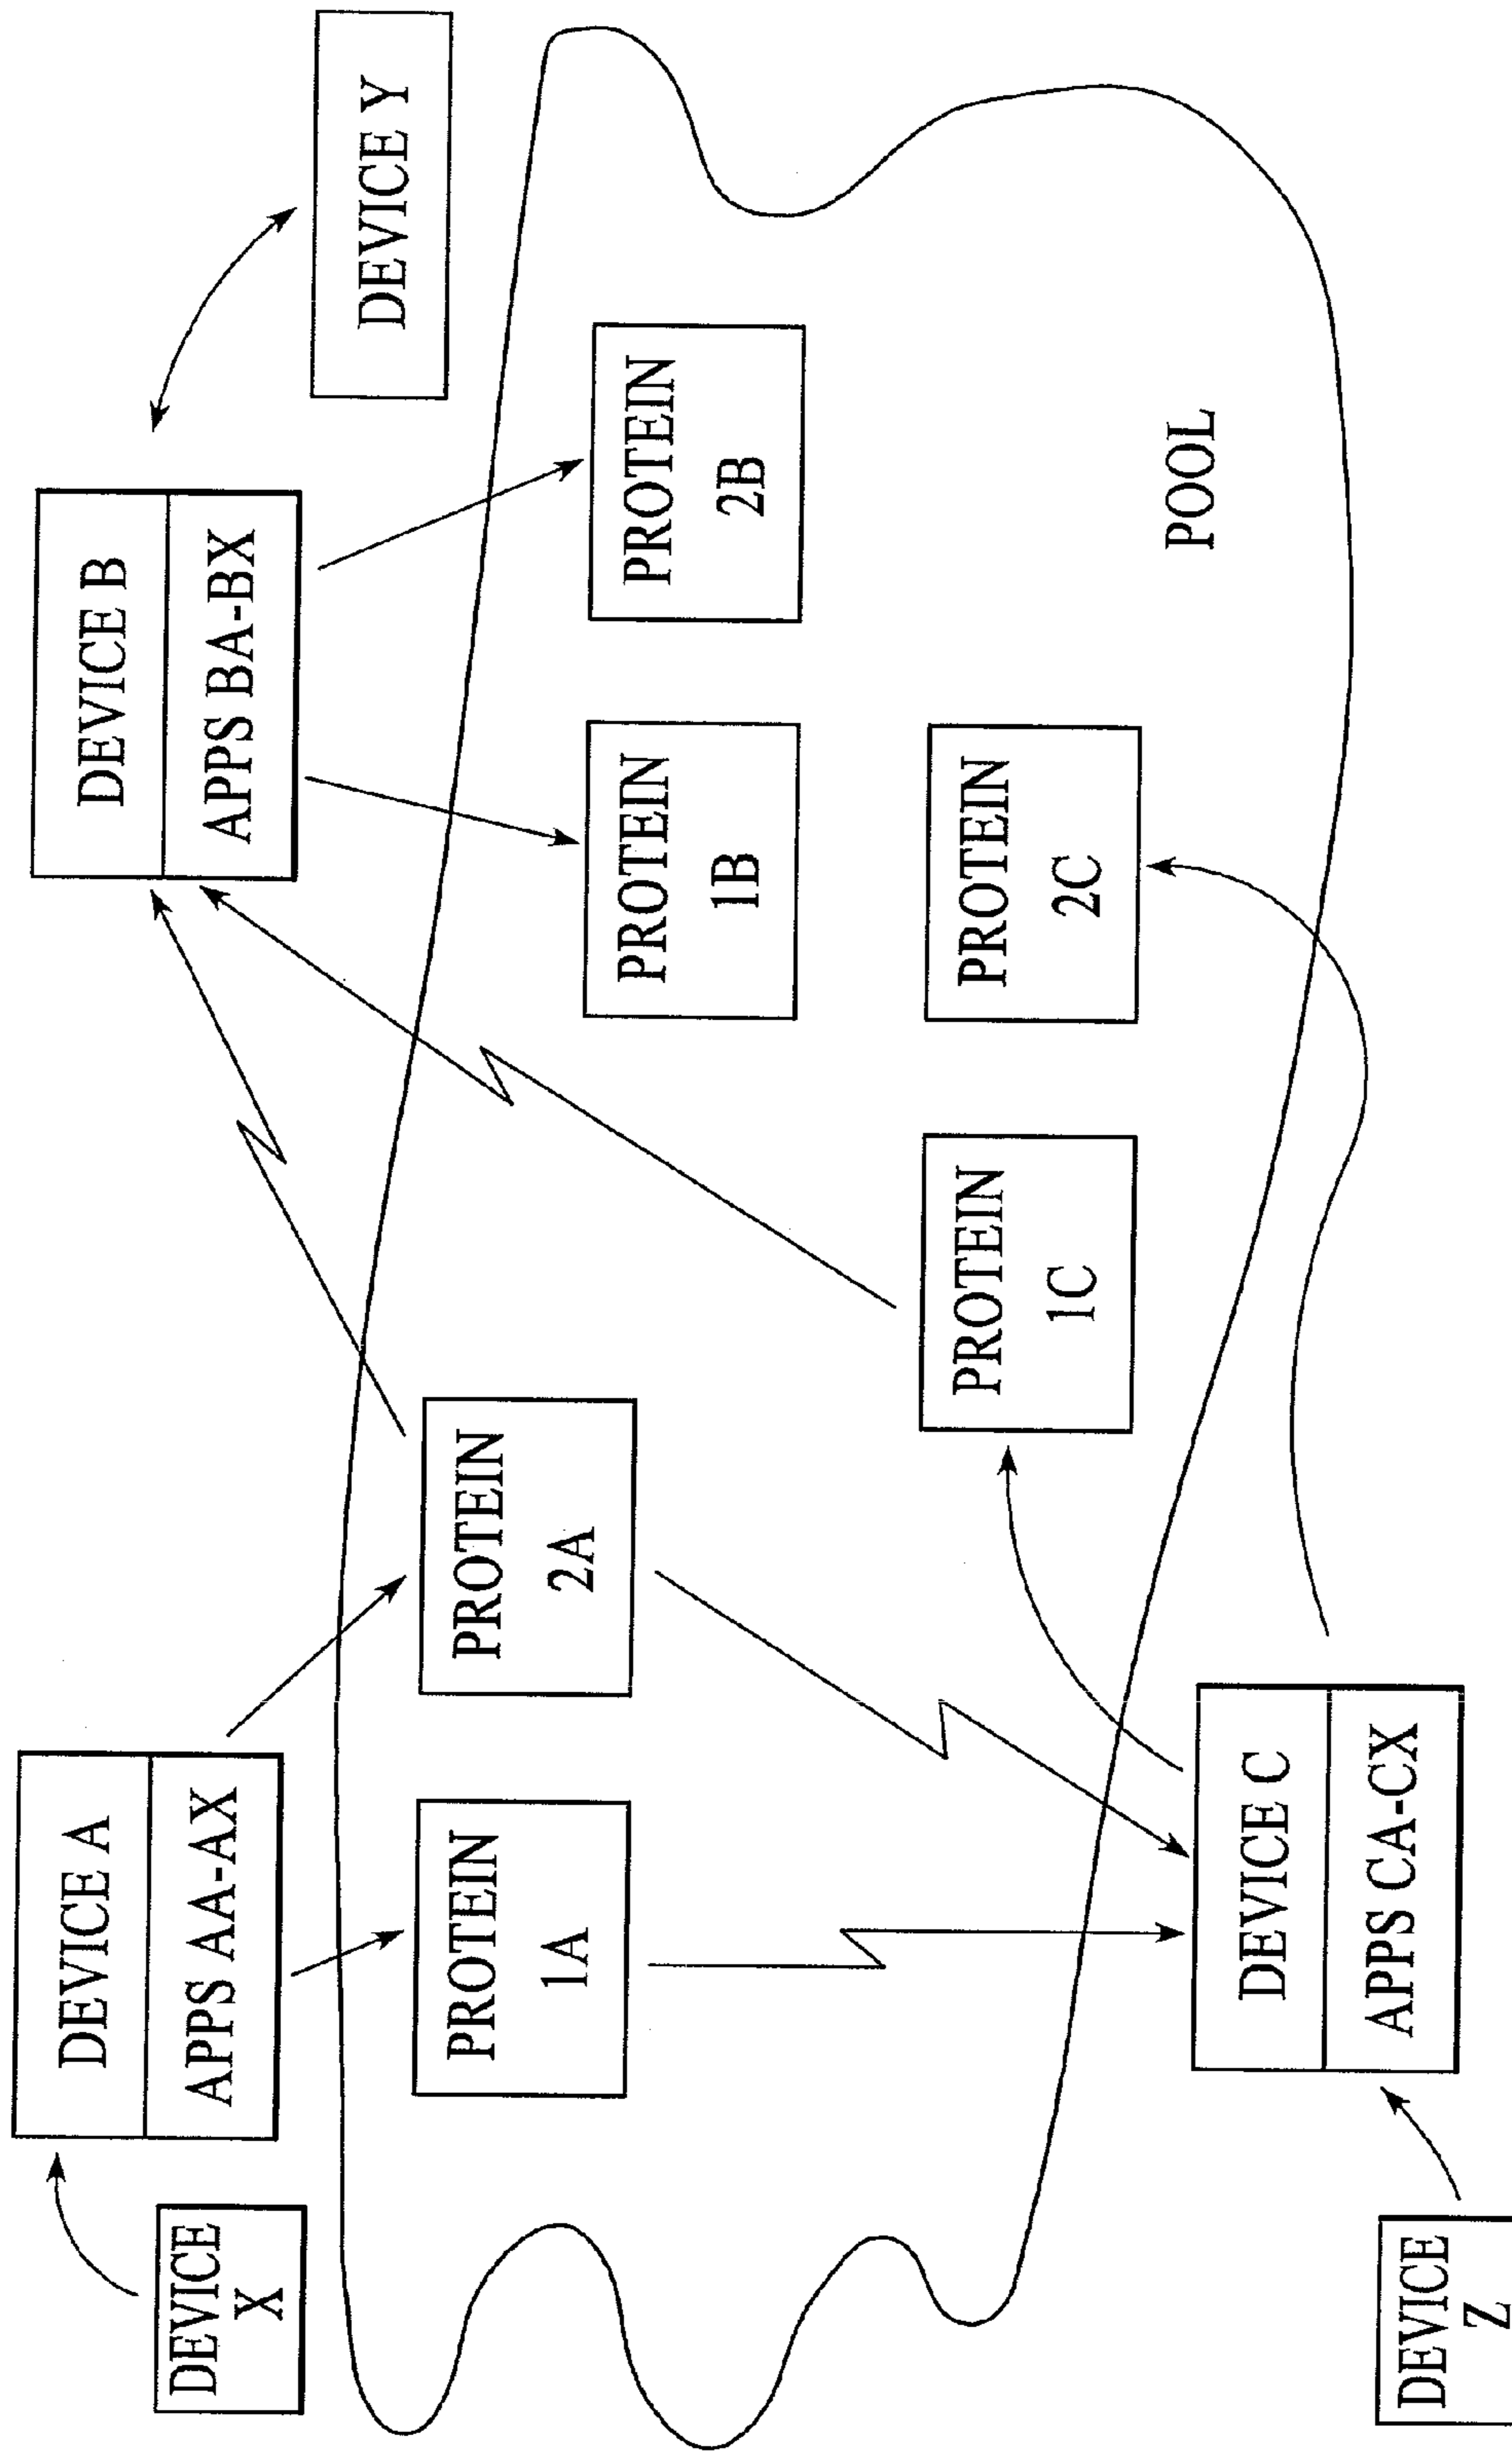 DEVICE
X
DEVICE A
APPS AA-AX
DEVICE B
APPS BA-BX
DEVICE Y
PROTEIN
1A
PROTEIN
2A
PROTEIN
1B
PROTEIN
2B
PROTEIN
1C
PROTEIN
2C
POOL
DEVICE
Z
DEVICE C
APPS CA-CX